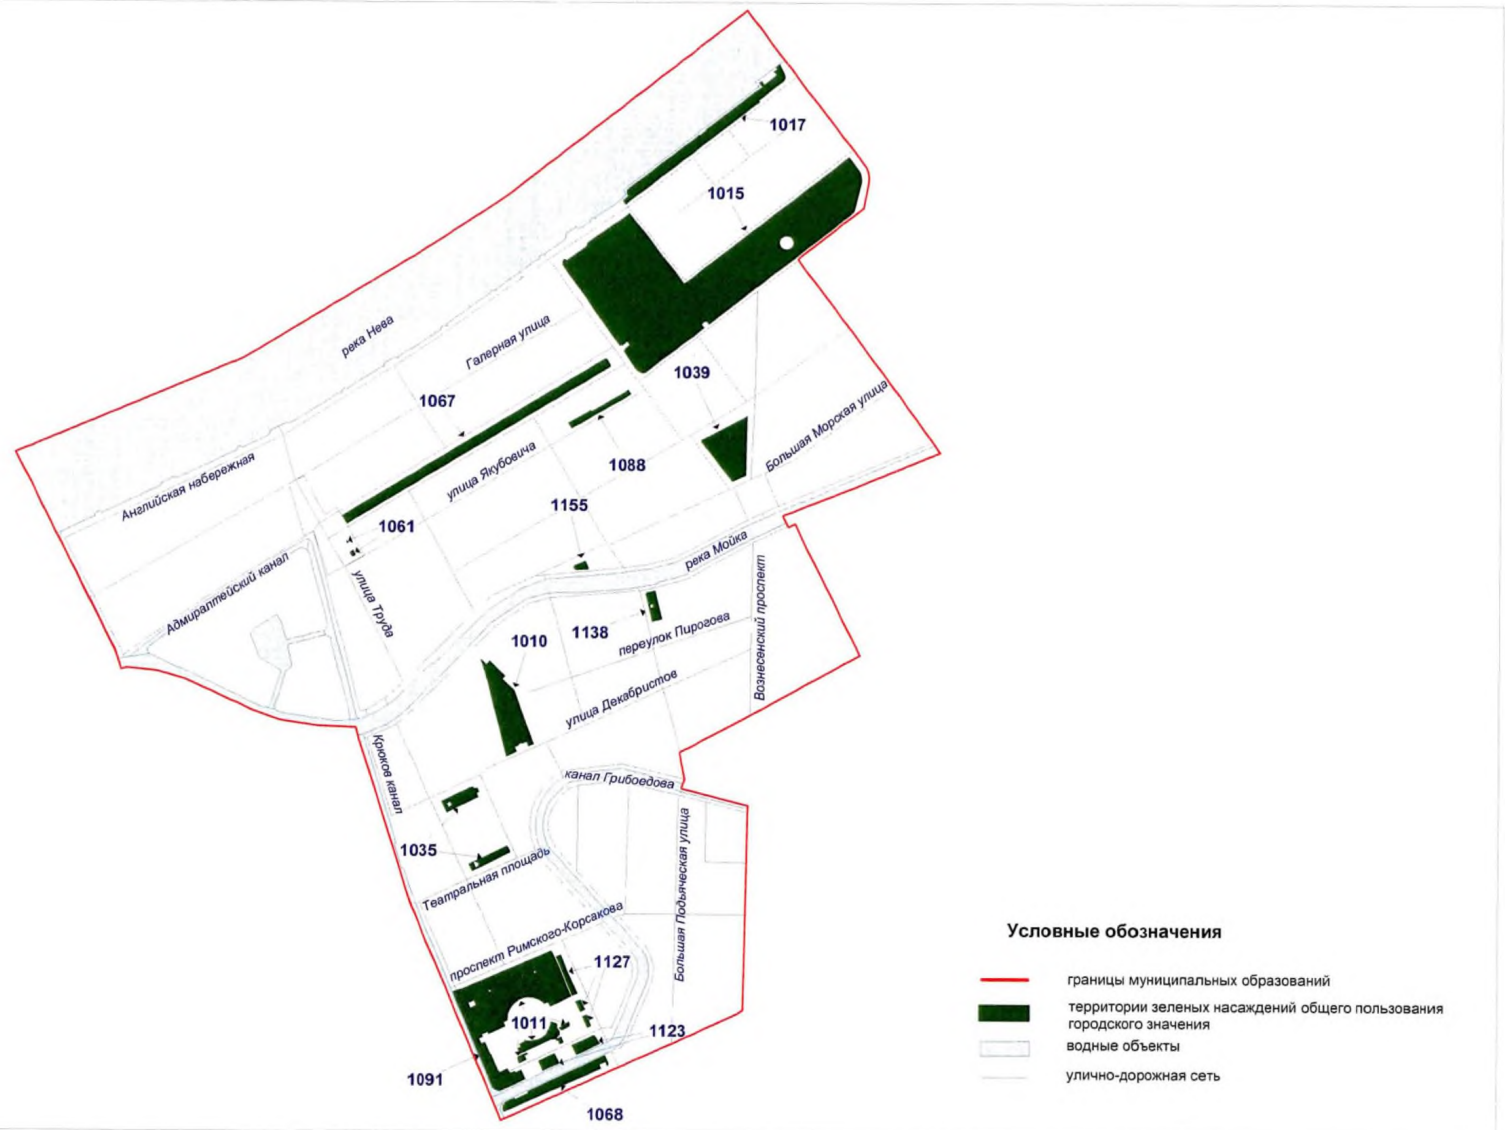 1017
1015
река Нева
Галерная улица
1039
1067
Большая Морская улица
1088
улица Якубовича
Английская набережная
1155
1061
река Мойка
Адмиралтейский канал
улица Труда
1138
1010
переулок Пирогова
Вознесенский проспект
улица Декабристов
Крюков канал
канал Грибоедова
1035
Театральная площадь
Большая Подьяческая улица
проспект Римского-Корсакова
1127
1011
1123
1091
1068
Условные обозначения
границы муниципальных образований
территории зеленых насаждений общего пользования
городского значения
водные объекты
улично-дорожная сеть